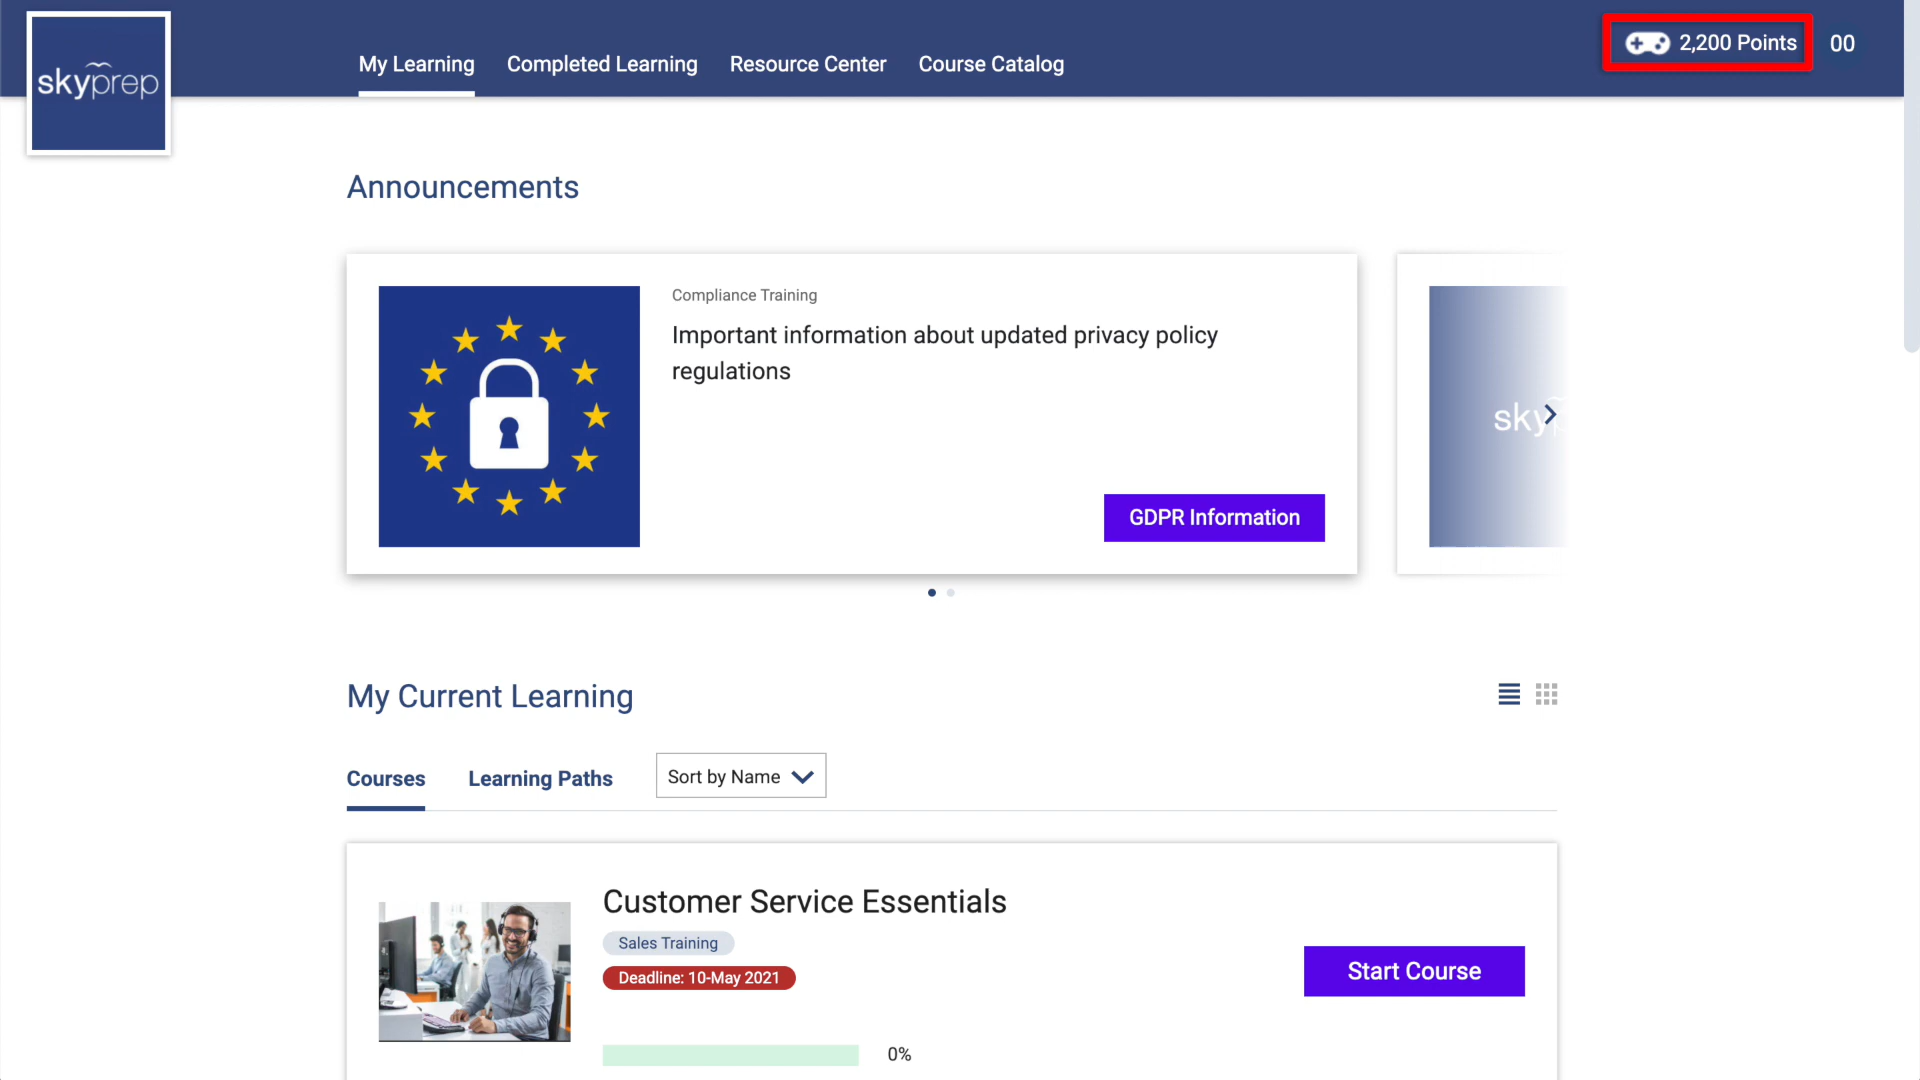 skyprep
My Learning
Completed Learning
Resource Center
Course Catalog
2,200 Points
00
Announcements
Compliance Training
Important information about updated privacy policy
regulations
GDPR Information
My Current Learning
Courses
Learning Paths
Sort by Name
Customer Service Essentials
Sales Training
Deadline: 10-May 2021
Start Course
0%